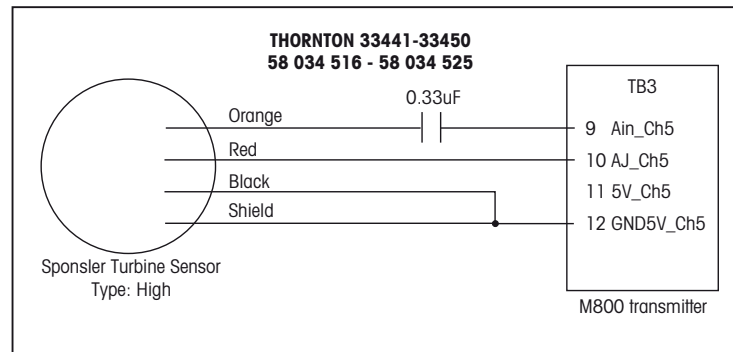 THORNTON 33441-33450
58 034 516 - 58 034 525
TB3
0.33uF
Orange
9 Ain_Ch5
Red
10 AJ_Ch5
Black
11 5V_Ch5
Shield
12 GND5V_Ch5
Sponsler Turbine Sensor
Type: High
M800 transmitter